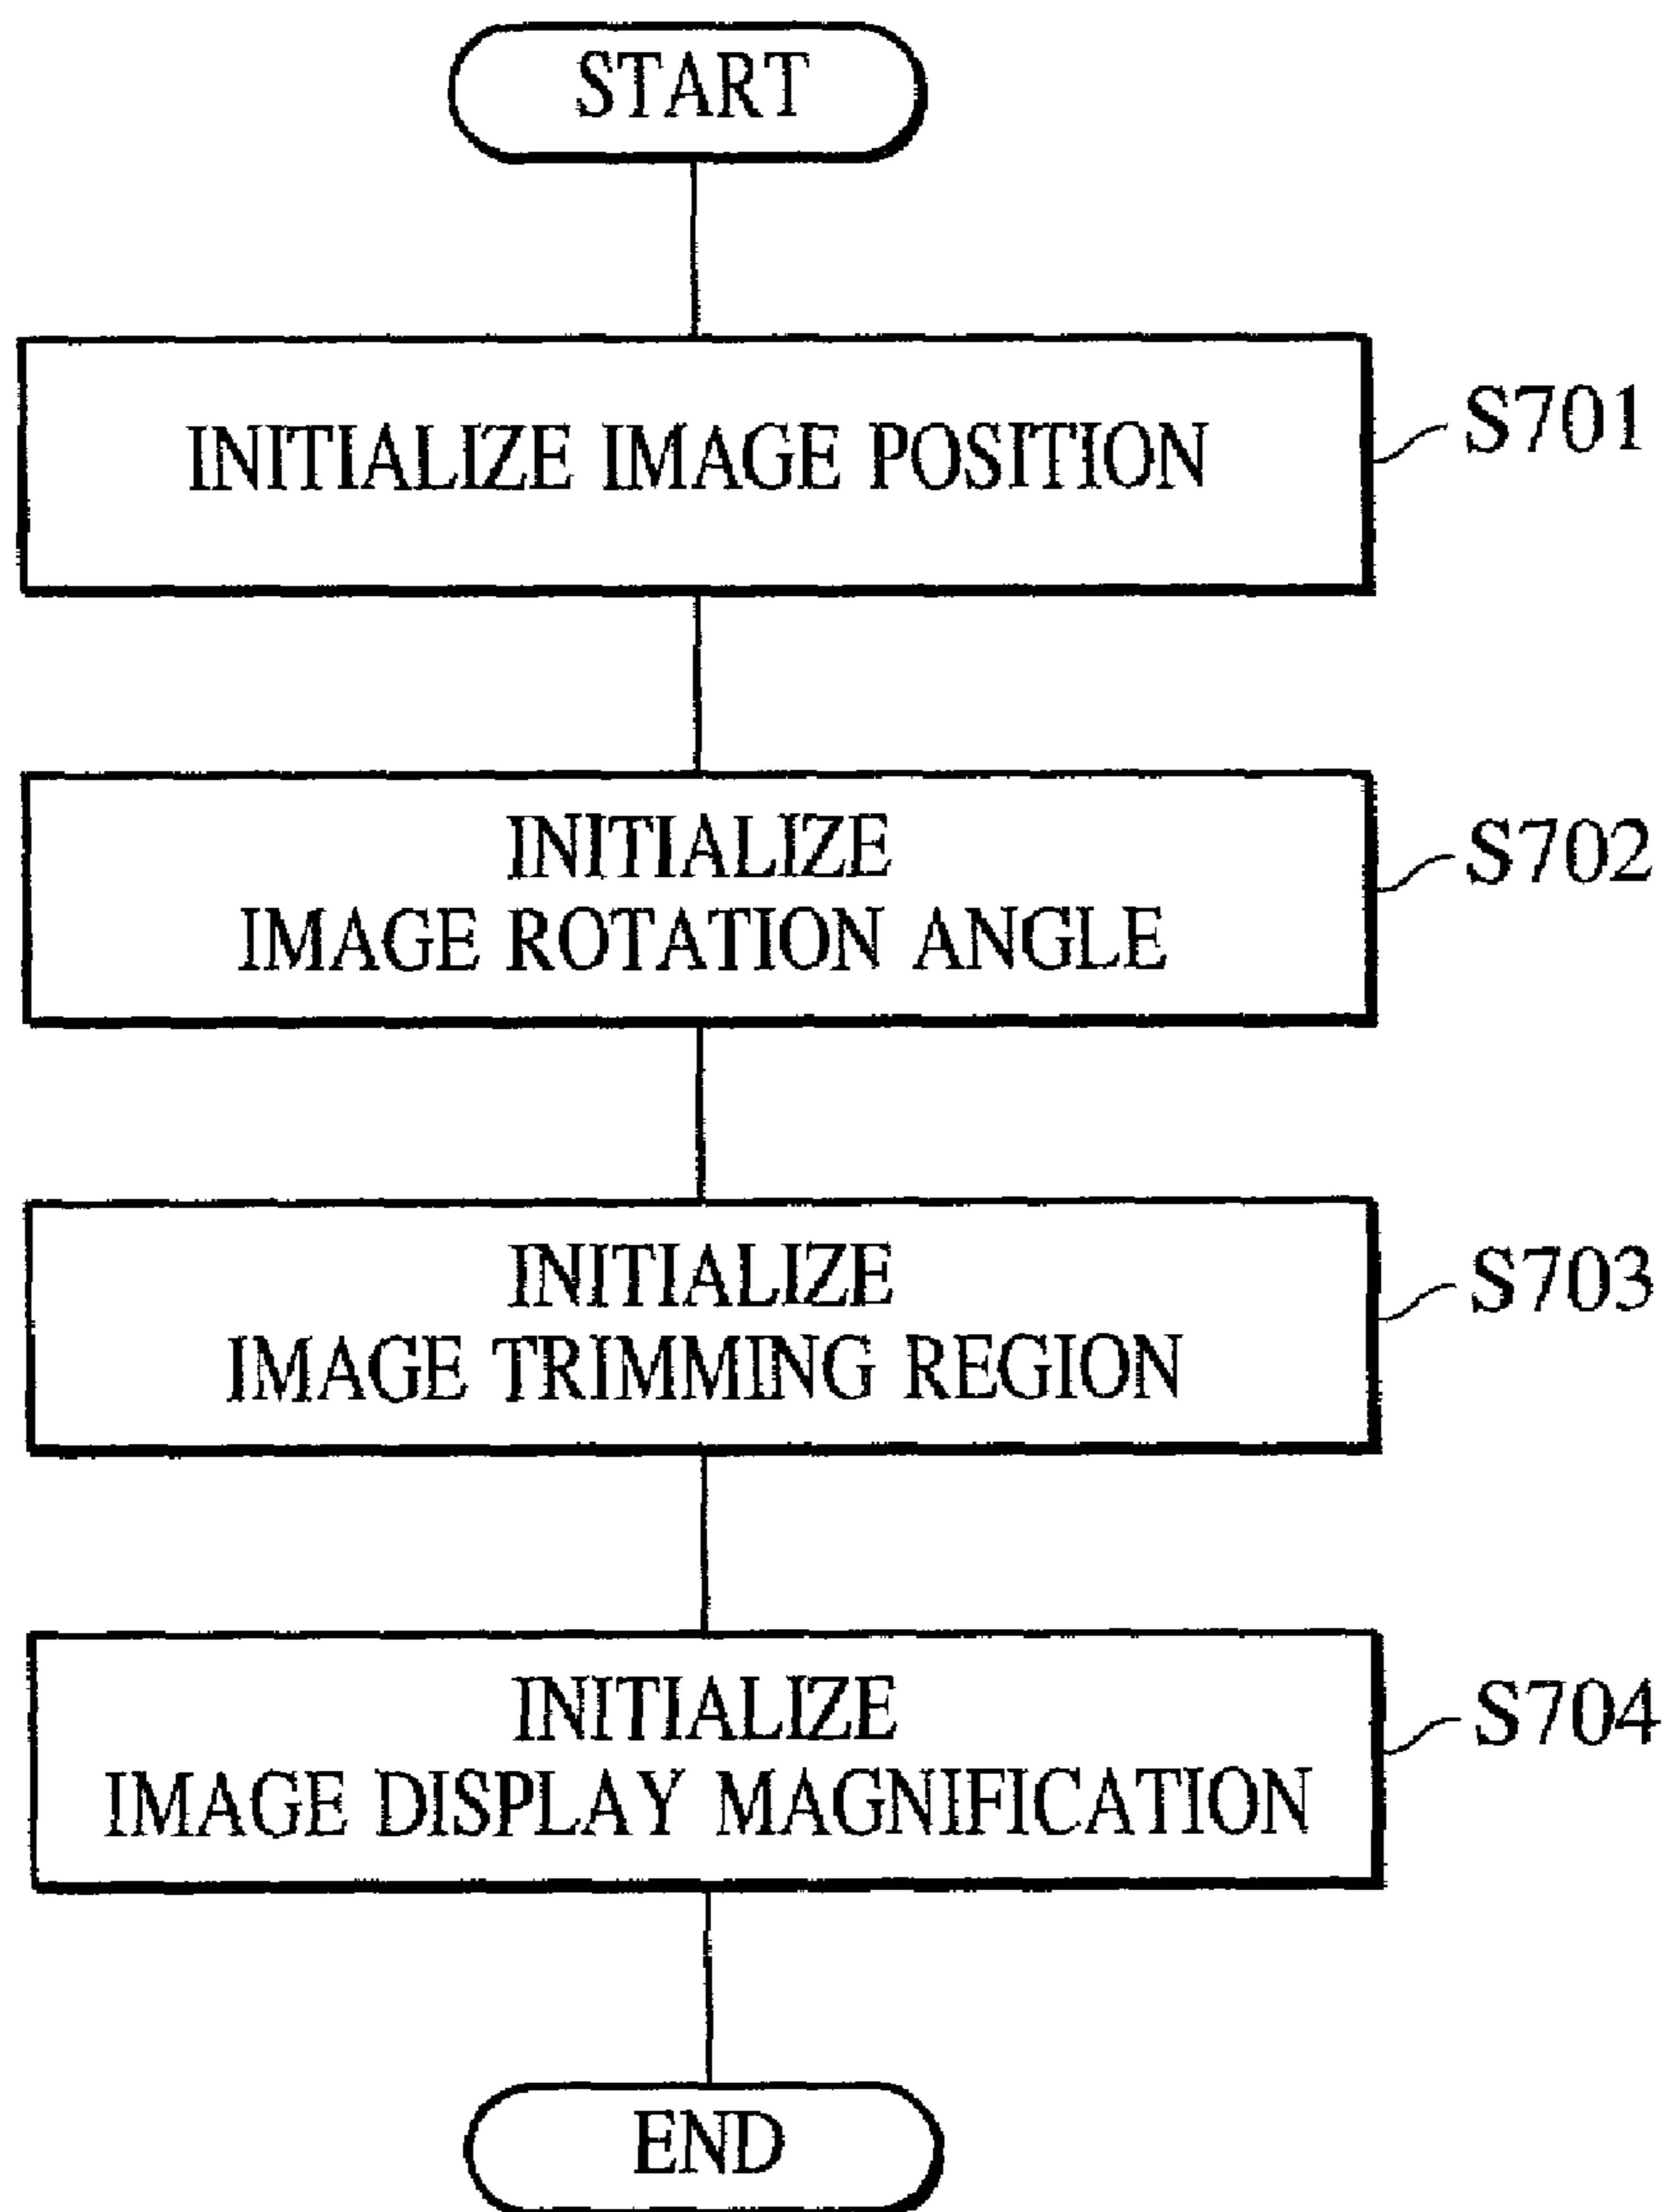 START
INITIALIZE IMAGE POSITION
S701
INITIALIZE
IMAGE ROTATION ANGLE
S702
INITIALIZE
IMAGE TRIMMING REGION
S703
INITIALIZE
IMAGE DISPLAY MAGNIFICATION
S704
END